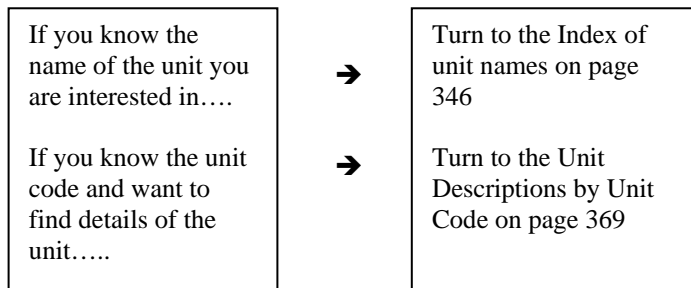 If you know the
name of the unit you
are interested in….
➔
Turn to the Index of
unit names on page
346
If you know the unit
code and want to
find details of the
unit…..
➔
Turn to the Unit
Descriptions by Unit
Code on page 369